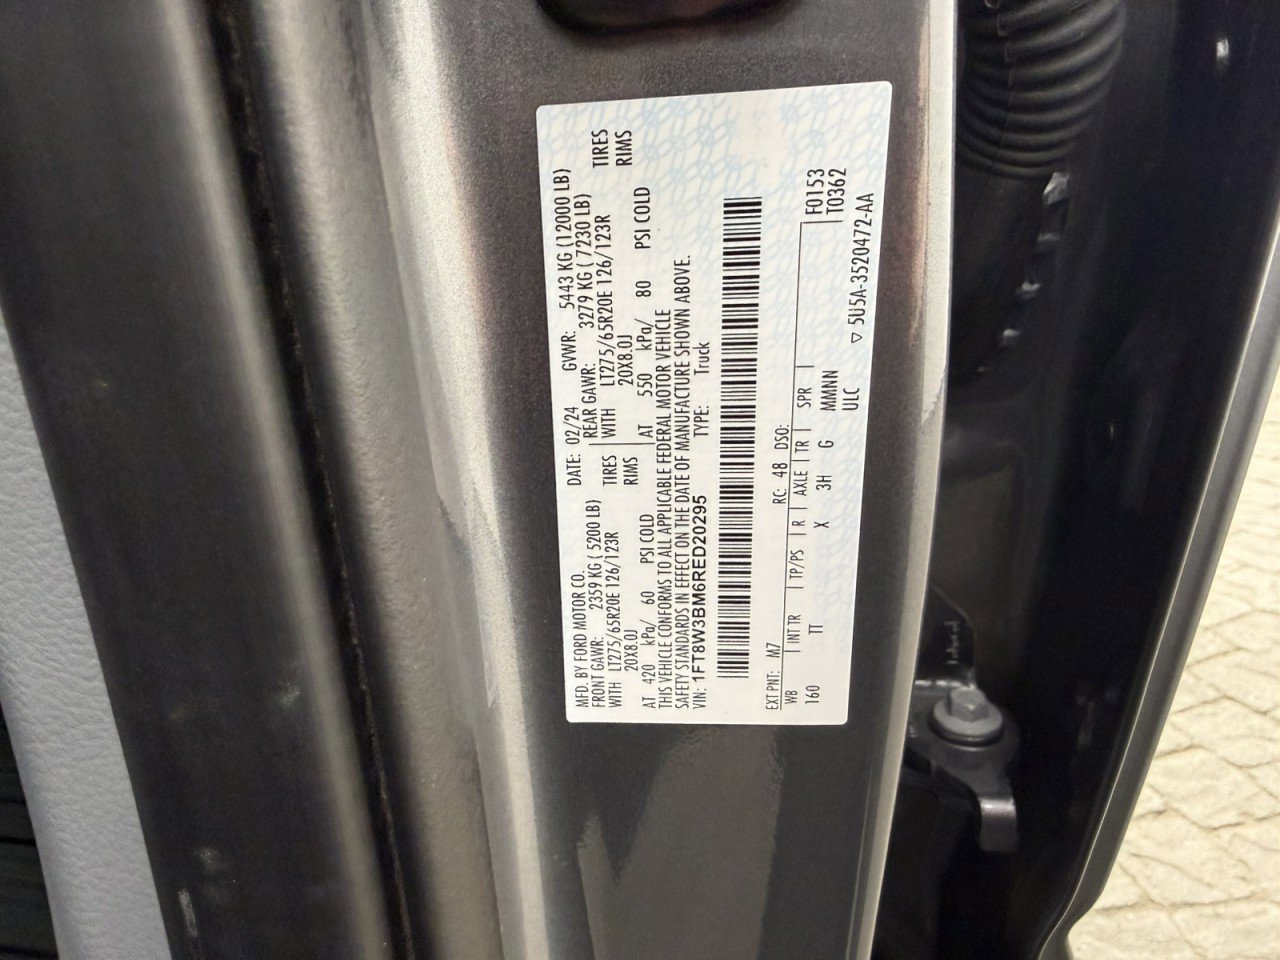 MFD. BY FORD MOTOR CO. DATE: 02/24 GVWR: 5443 KG (12000 LB)
FRONT GAWR: 2359 KG ( 5200 LB) REAR GAWR: 3279 KG ( 7230 LB)
WITH LT275/65R20E 126/123R TIRES WITH LT275/65R20E 126/123R TIRES
20X8.0J RIMS 20X8.0J RIMS
AT 420 kPa/ 60 PSI COLD AT 550 kPa/ 80 PSI COLD
THIS VEHICLE CONFORMS TO ALL APPLICABLE FEDERAL MOTOR VEHICLE
SAFETY STANDARDS IN EFFECT ON THE DATE OF MANUFACTURE SHOWN ABOVE.
VIN: 1FT8W3BM6RED20295 TYPE: Truck
EXT PNT: M7 RC: 48 DSO:
WB INT TR TP/PS R AXLE TR SPR F0153
160 TT X 3H G MMNNN T0362
ULC ▽ 5U5A-3520472-AA